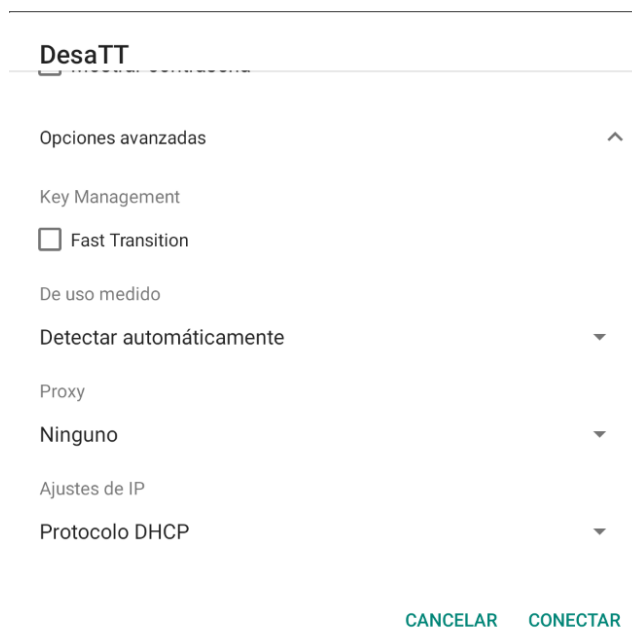 DesaTT
Opciones avanzadas
Key Management
Fast Transition
De uso medido
Detectar automáticamente
Proxy
Ninguno
Ajustes de IP
Protocolo DHCP
CANCELAR CONECTAR